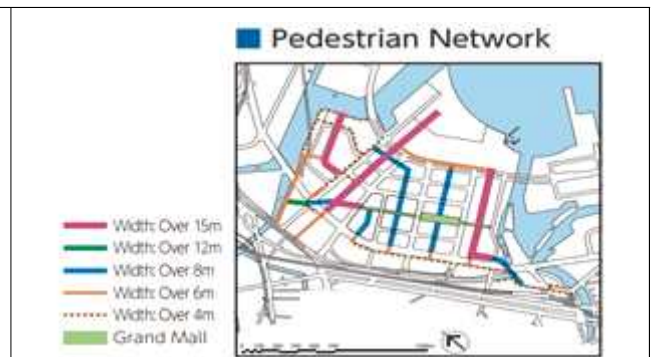 Pedestrian Network
Width: Over 15m
Width: Over 12m
Width: Over 8m
Width: Over 6m
Width: Over 4m
Grand Mall